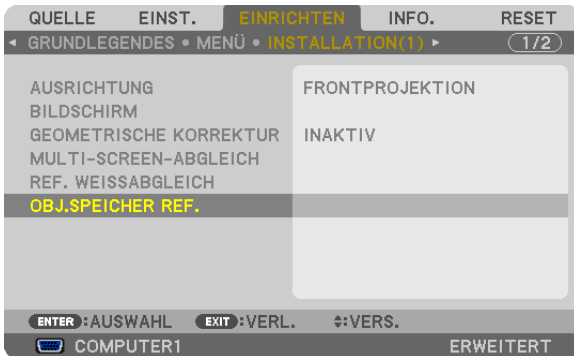 QUELLE EINST. EINRICHTEN INFO. RESET
◂ GRUNDLEGENDES • MENÜ • INSTALLATION(1) ▸ 1/2
AUSRICHTUNG FRONTPROJEKTION
BILDSCHIRM
GEOMETRISCHE KORREKTUR INAKTIV
MULTI-SCREEN-ABGLEICH
REF. WEISSABGLEICH
OBJ.SPEICHER REF.
ENTER :AUSWAHL EXIT :VERL. ◆:VERS.
COMPUTER1 ERWEITERT